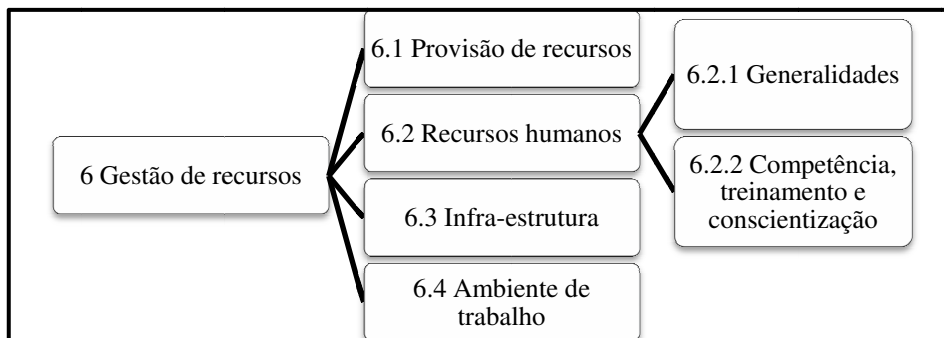 6 Gestão de recursos
6.1 Provisão de recursos
6.2 Recursos humanos
6.2.1 Generalidades
6.2.2 Competência,
treinamento e
conscientização
6.3 Infra-estrutura
6.4 Ambiente de
trabalho